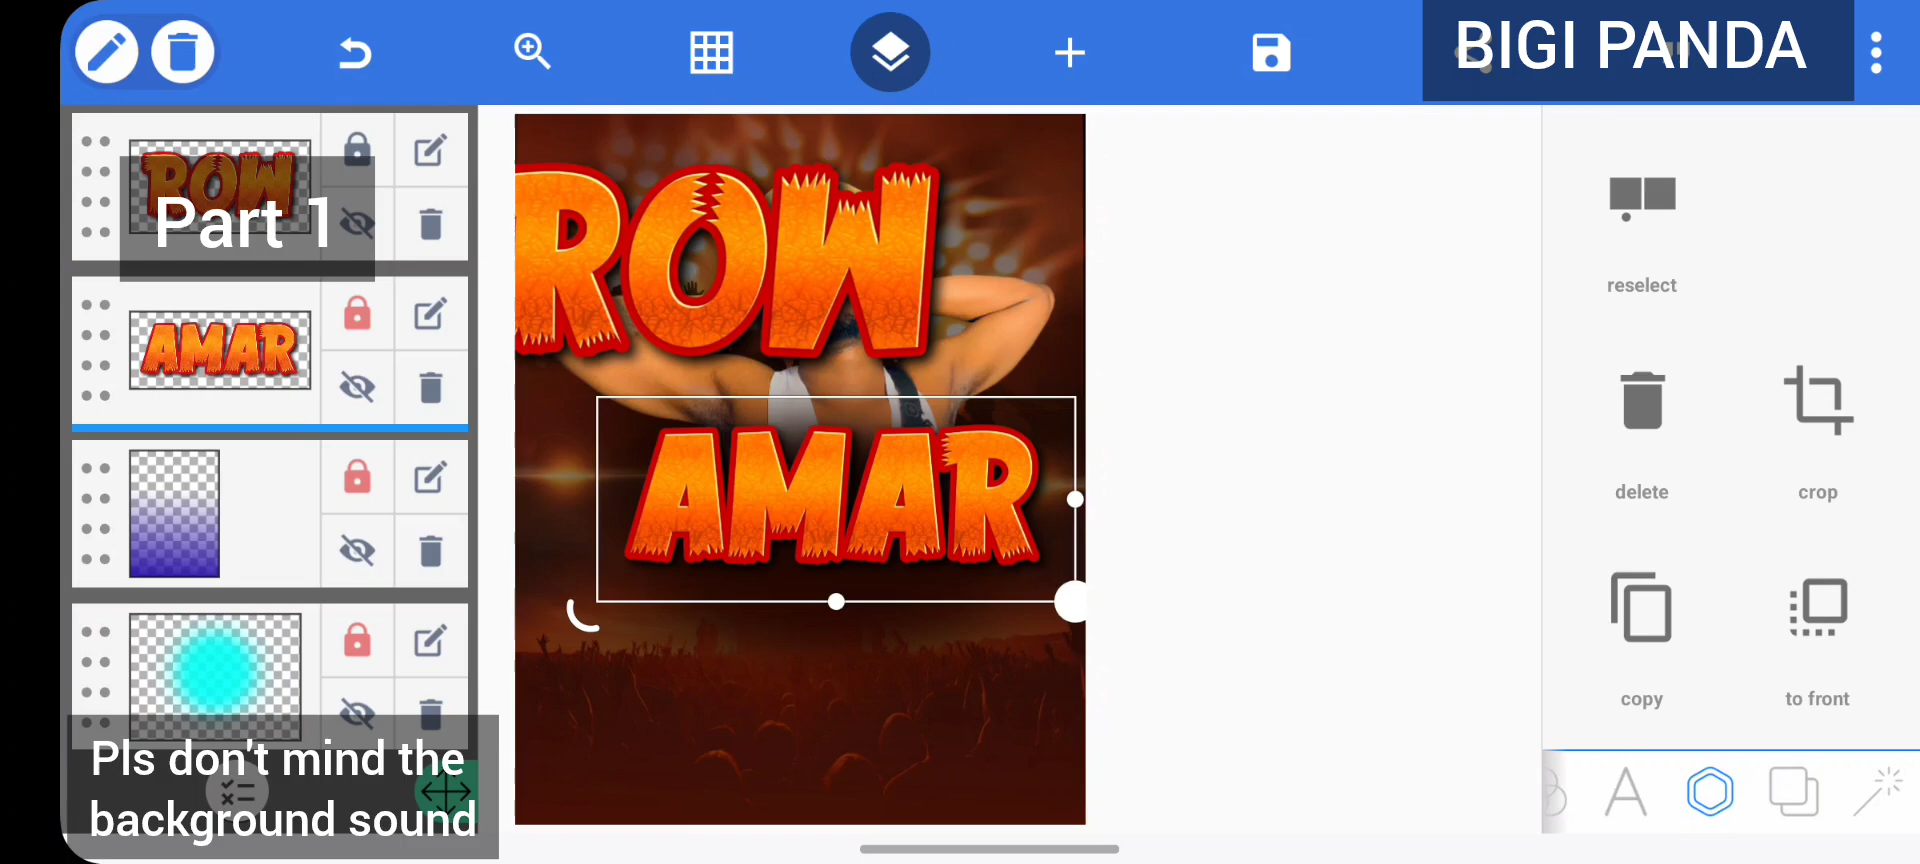 BIGI PANDA
ROW
Part 1
AMAR
ROW
AMAR
Pls don't mind the
background sound
reselect
delete
crop
copy
to front